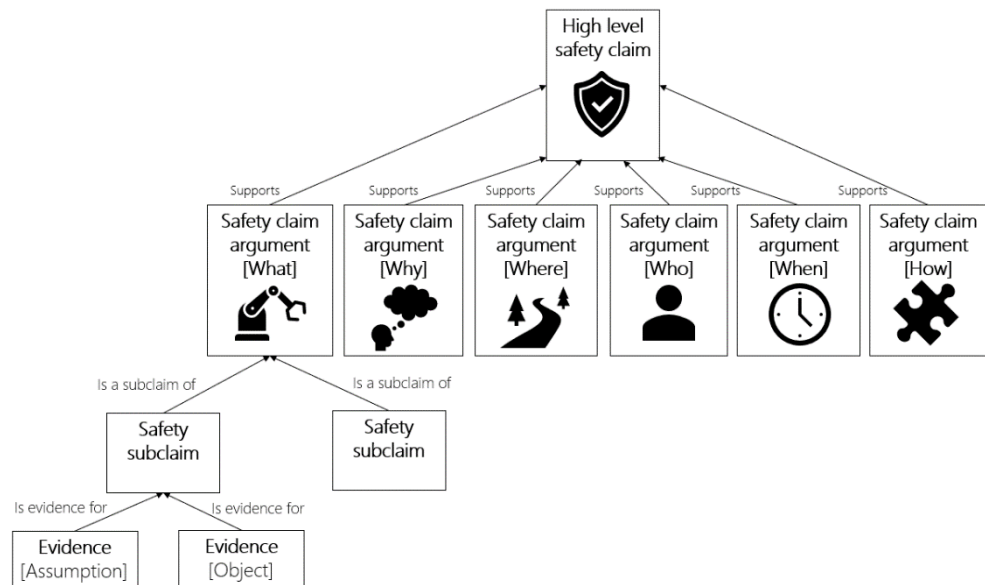 High level
safety claim
Supports
Supports
Supports
Supports
Supports
Supports
Safety claim
argument
[What]
Safety claim
argument
[Why]
Safety claim
argument
[Where]
Safety claim
argument
[Who]
Safety claim
argument
[When]
Safety claim
argument
[How]
Is a subclaim of
Is a subclaim of
Safety
subclaim
Safety
subclaim
Is evidence for
Is evidence for
Evidence
[Assumption]
Evidence
[Object]